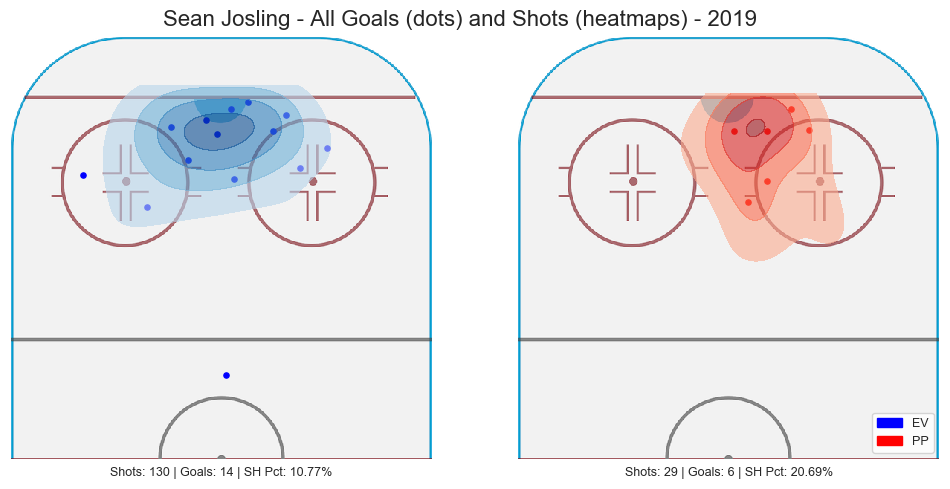 Sean Josling - All Goals (dots) and Shots (heatmaps) - 2019
EV
PP
Shots: 130 | Goals: 14 | SH Pct: 10.77%
Shots: 29 | Goals: 6 | SH Pct: 20.69%